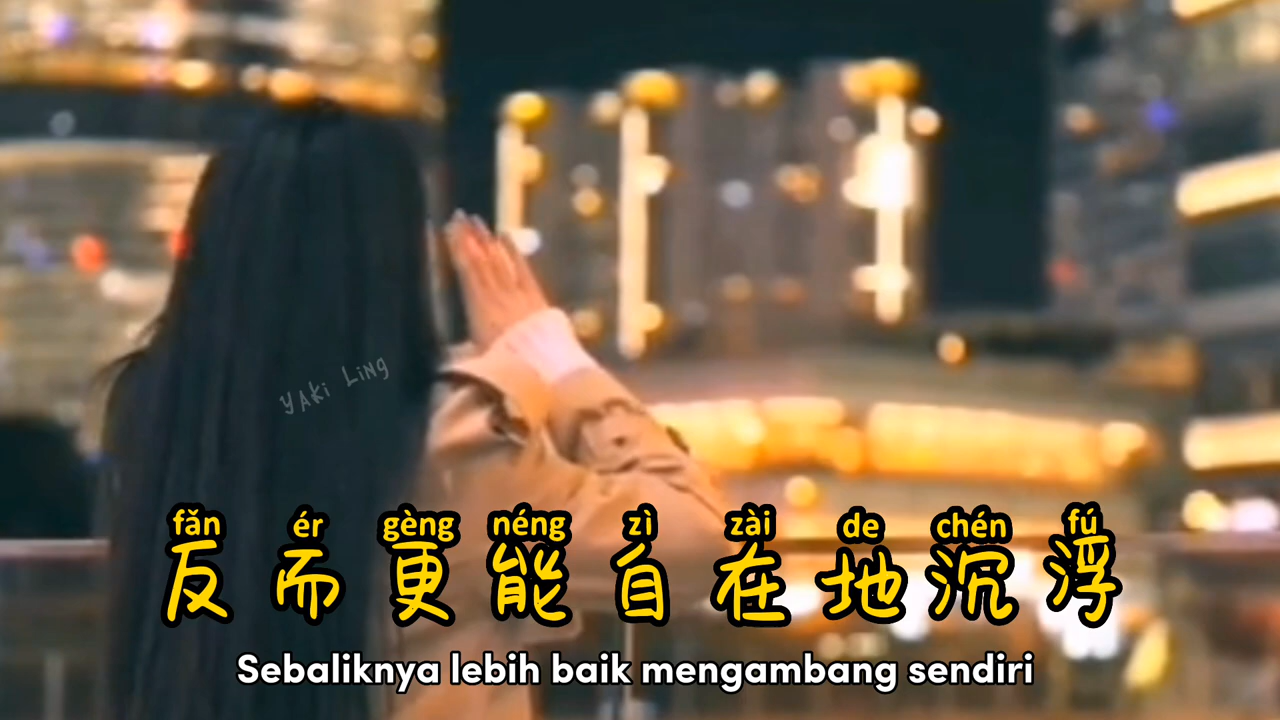 YAki LiNg
fǎn ér gèng néng zì zài de chén fú
反而更能自在地沉浮
Sebaliknya lebih baik mengambang sendiri